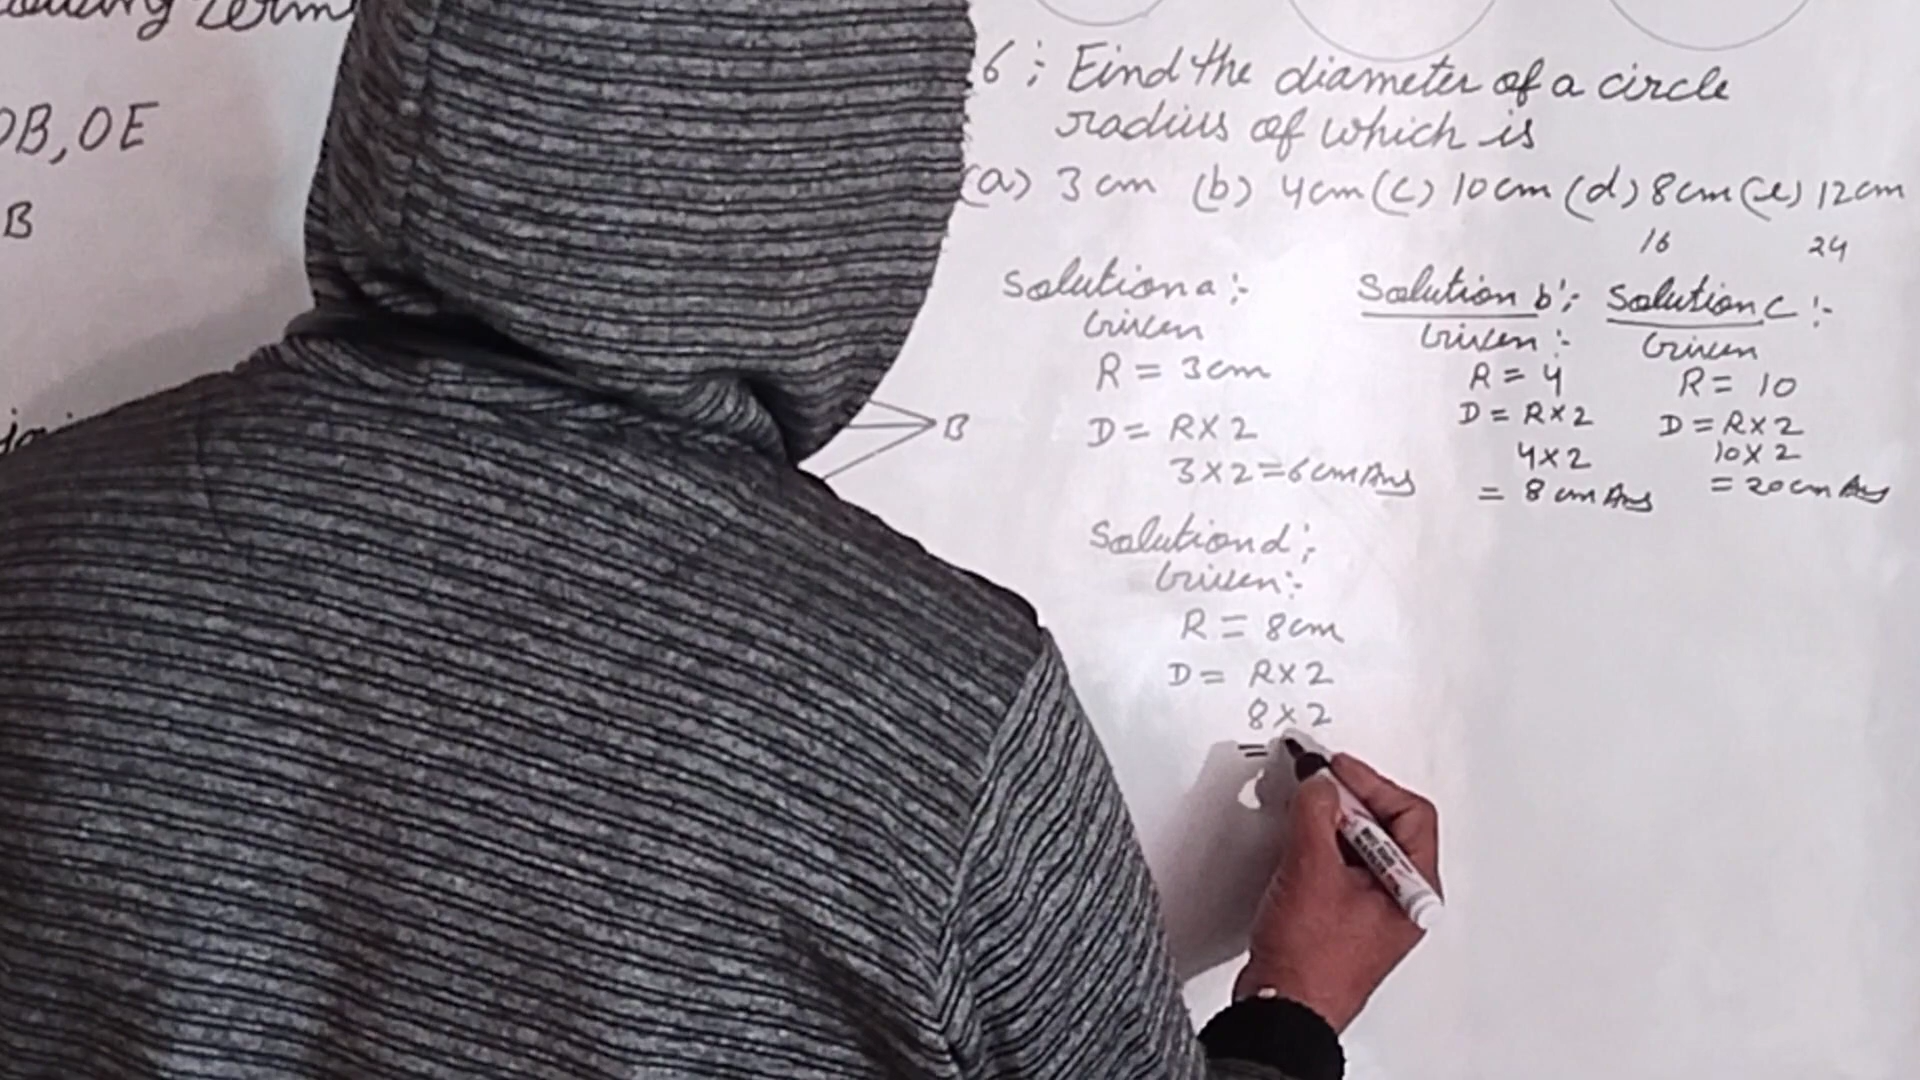 OB, OE
B
B
6 :- Find the diameter of a circle
radius of which is
(a) 3 cm (b) 4cm (c) 10cm (d) 8cm (e) 12cm
16 24
Solution a :-
Given
R = 3cm
D = R×2
3×2=6cm Ans
Solution b :-
Given :-
R = 4
D = R×2
4×2
= 8 cm Ans
Solution c :-
Given
R = 10
D = R×2
10×2
= 20cm Ans
Solution d :-
Given :-
R = 8cm
D = R×2
8×2
=